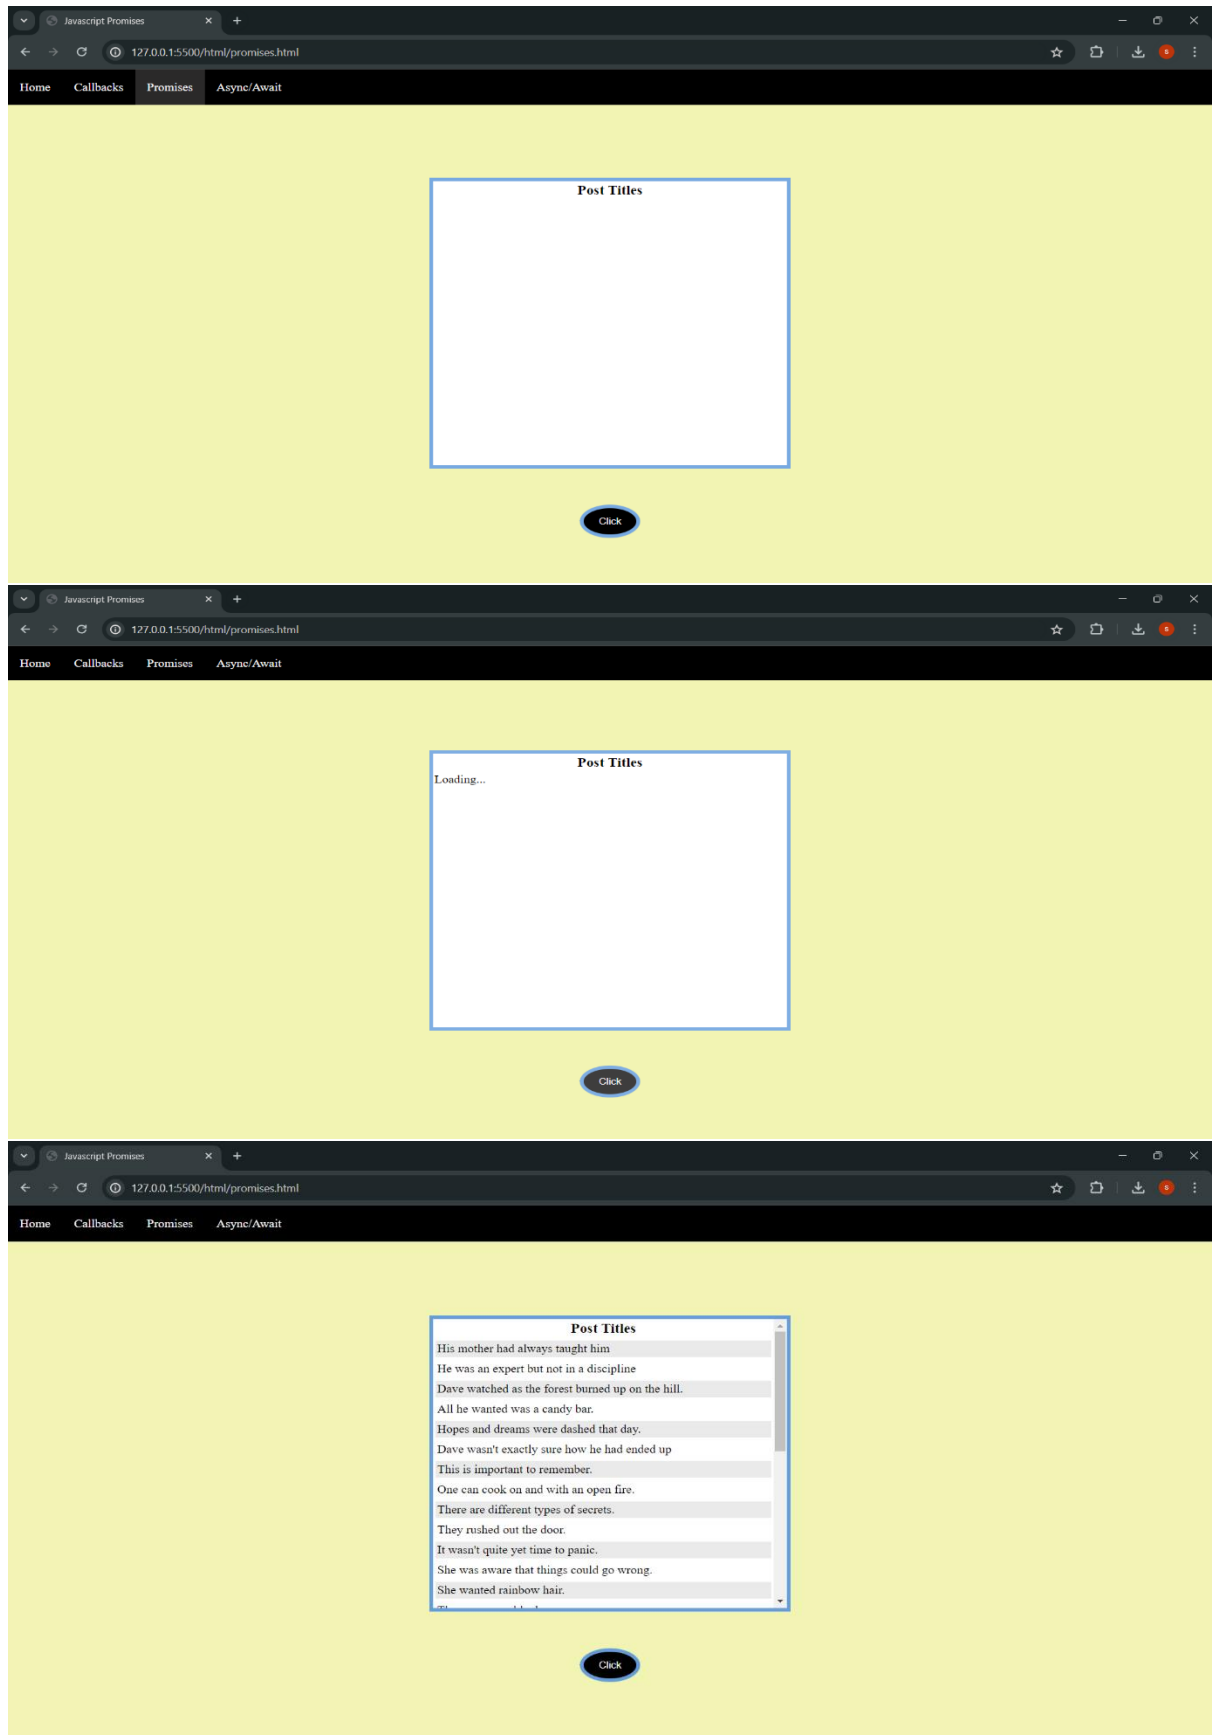 Javascript Promises
127.0.0.1:5500/html/promises.html
Home Callbacks Promises Async/Await
Post Titles
Click
Javascript Promises
127.0.0.1:5500/html/promises.html
Home Callbacks Promises Async/Await
Post Titles
Loading...
Click
Javascript Promises
127.0.0.1:5500/html/promises.html
Home Callbacks Promises Async/Await
Post Titles
His mother had always taught him
He was an expert but not in a discipline
Dave watched as the forest burned up on the hill.
All he wanted was a candy bar.
Hopes and dreams were dashed that day.
Dave wasn't exactly sure how he had ended up
This is important to remember.
One can cook on and with an open fire.
There are different types of secrets.
They rushed out the door.
It wasn't quite yet time to panic.
She was aware that things could go wrong.
She wanted rainbow hair.
Click